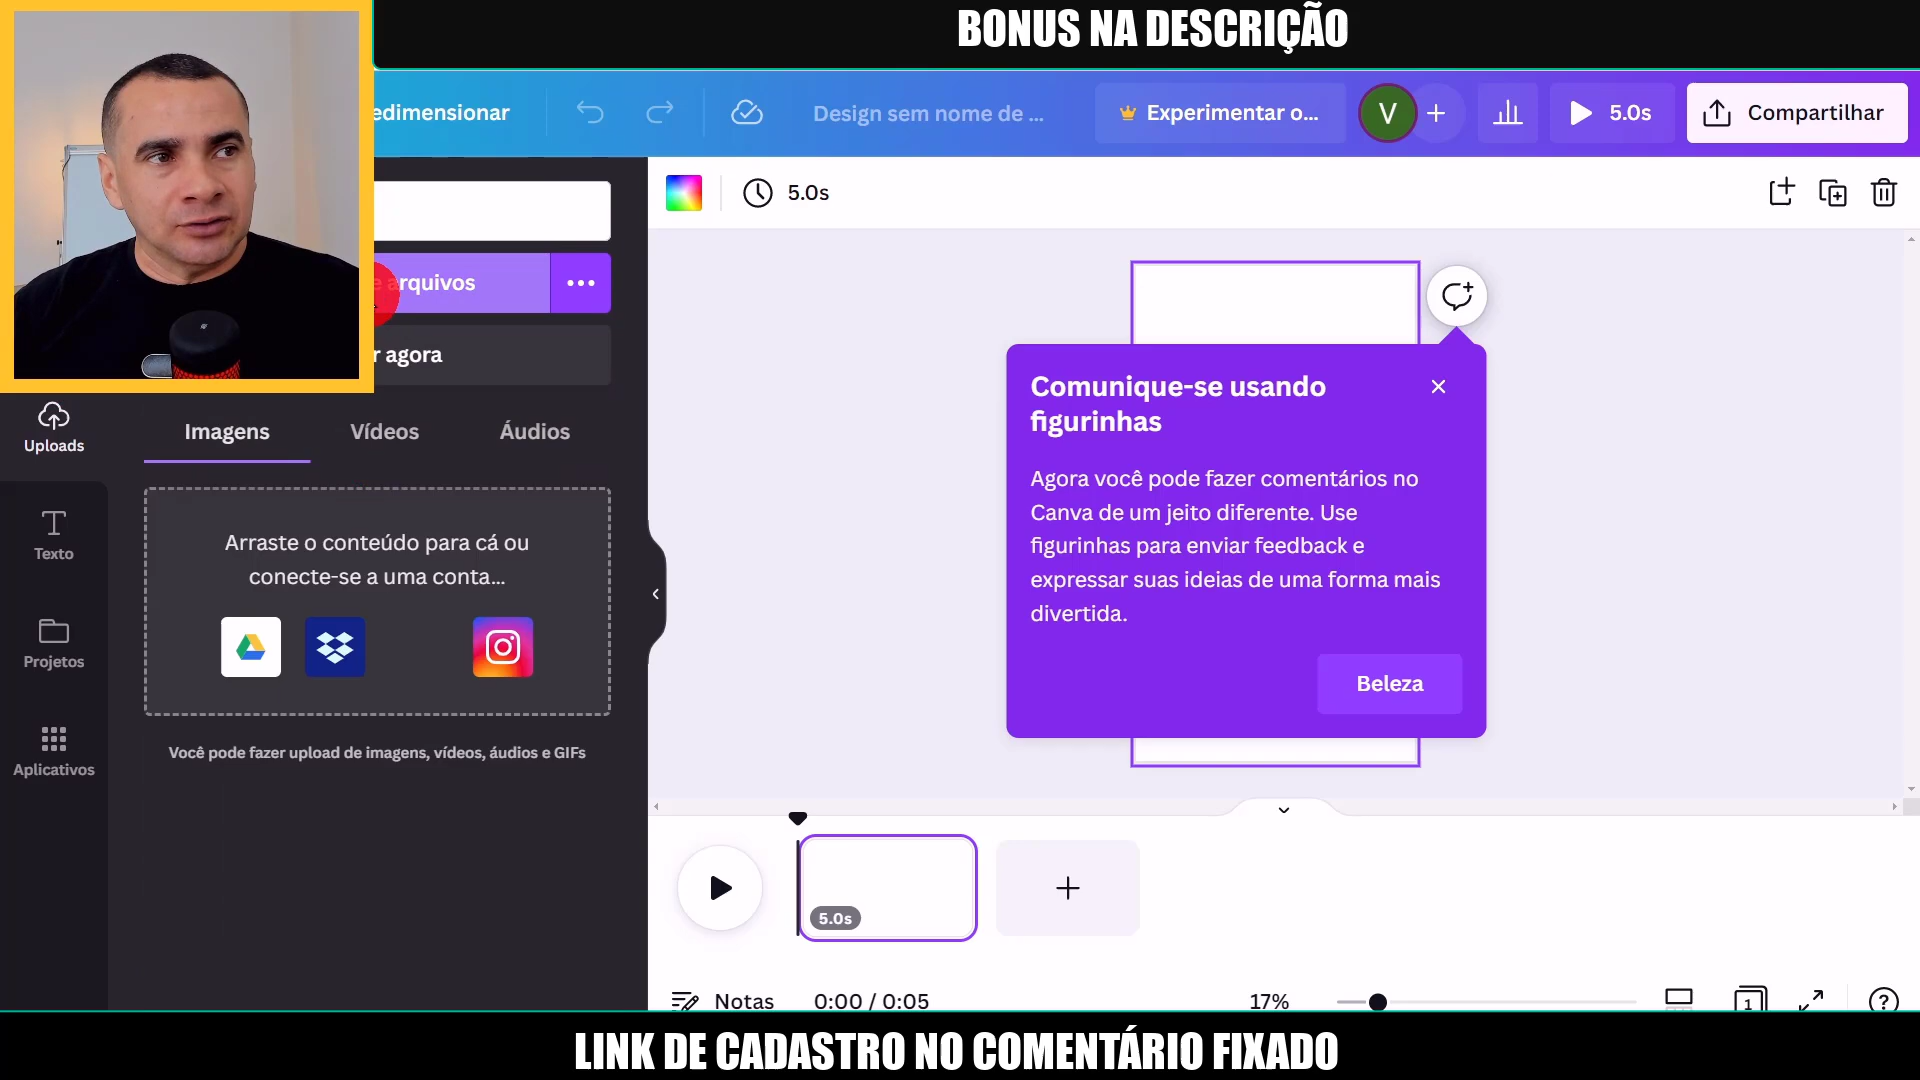 BONUS NA DESCRIÇÃO
edimensionar
Design sem nome de ...
Experimentar o...
V
5.0s
Compartilhar
5.0s
e arquivos
r agora
Uploads
Texto
Projetos
Aplicativos
Imagens
Vídeos
Áudios
Arraste o conteúdo para cá ou
conecte-se a uma conta...
Você pode fazer upload de imagens, vídeos, áudios e GIFs
Comunique-se usando
figurinhas
Agora você pode fazer comentários no
Canva de um jeito diferente. Use
figurinhas para enviar feedback e
expressar suas ideias de uma forma mais
divertida.
Beleza
5.0s
Notas
0:00 / 0:05
17%
1
LINK DE CADASTRO NO COMENTÁRIO FIXADO